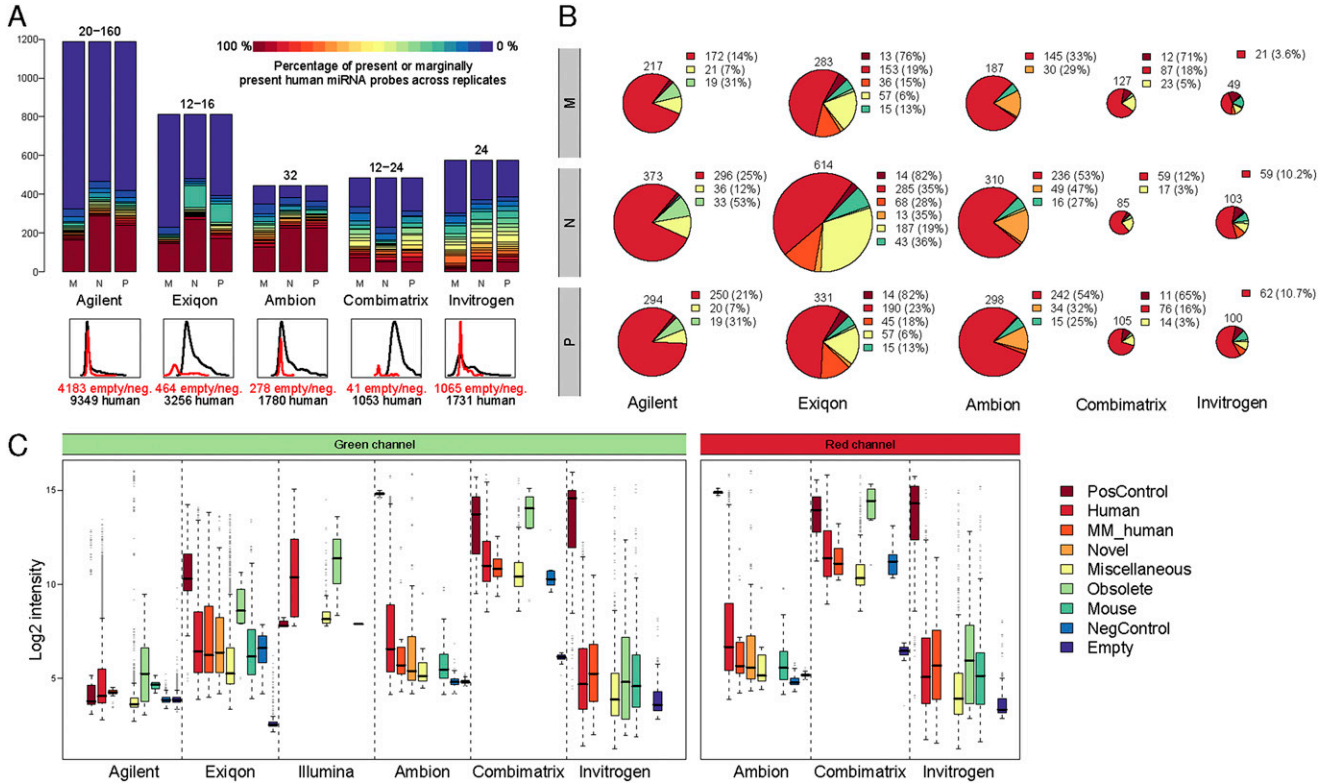 A
20-160
100 %
0 %
Percentage of present or marginally
present human miRNA probes across replicates
12-16
32
12-24
24
1200
1000
800
600
400
200
0
M N P
M N P
M N P
M N P
M N P
Agilent
Exiqon
Ambion
Combimatrix
Invitrogen
4183 empty/neg.
9349 human
464 empty/neg.
3256 human
278 empty/neg.
1780 human
41 empty/neg.
1053 human
1065 empty/neg.
1731 human
B
M
217
172 (14%)
21 (7%)
19 (31%)
283
13 (76%)
153 (19%)
36 (15%)
57 (6%)
15 (13%)
187
145 (33%)
30 (29%)
127
12 (71%)
87 (18%)
23 (5%)
49
21 (3.6%)
N
373
296 (25%)
36 (12%)
33 (53%)
614
14 (82%)
285 (35%)
68 (28%)
13 (35%)
187 (19%)
43 (36%)
310
236 (53%)
49 (47%)
16 (27%)
85
59 (12%)
17 (3%)
103
59 (10.2%)
P
294
250 (21%)
20 (7%)
19 (31%)
331
14 (82%)
190 (23%)
45 (18%)
57 (6%)
15 (13%)
298
242 (54%)
34 (32%)
15 (25%)
105
11 (65%)
76 (16%)
14 (3%)
100
62 (10.7%)
Agilent
Exiqon
Ambion
Combimatrix
Invitrogen
C
Green channel
Red channel
Log2 intensity
15
10
5
Agilent
Exiqon
Illumina
Ambion
Combimatrix
Invitrogen
Ambion
Combimatrix
Invitrogen
PosControl
Human
MM_human
Novel
Miscellaneous
Obsolete
Mouse
NegControl
Empty